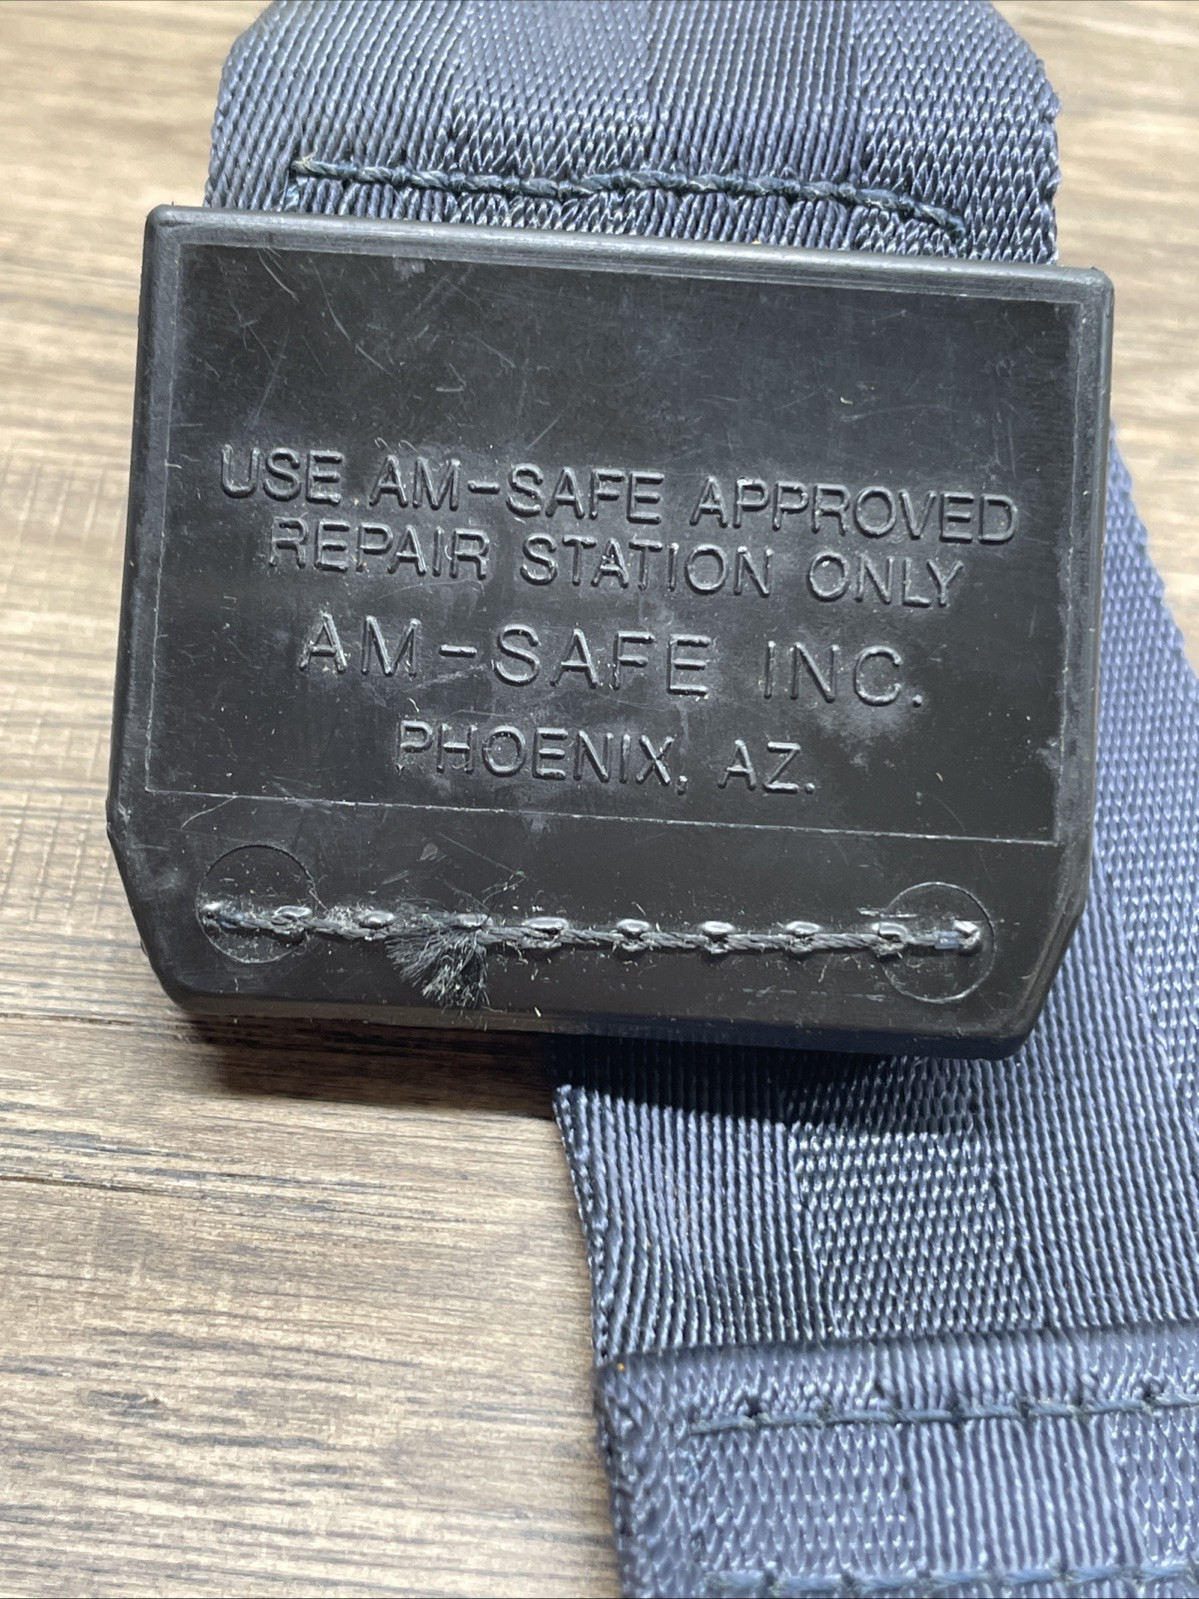 USE AM-SAFE APPROVED
REPAIR STATION ONLY
AM-SAFE INC.
PHOENIX, AZ.